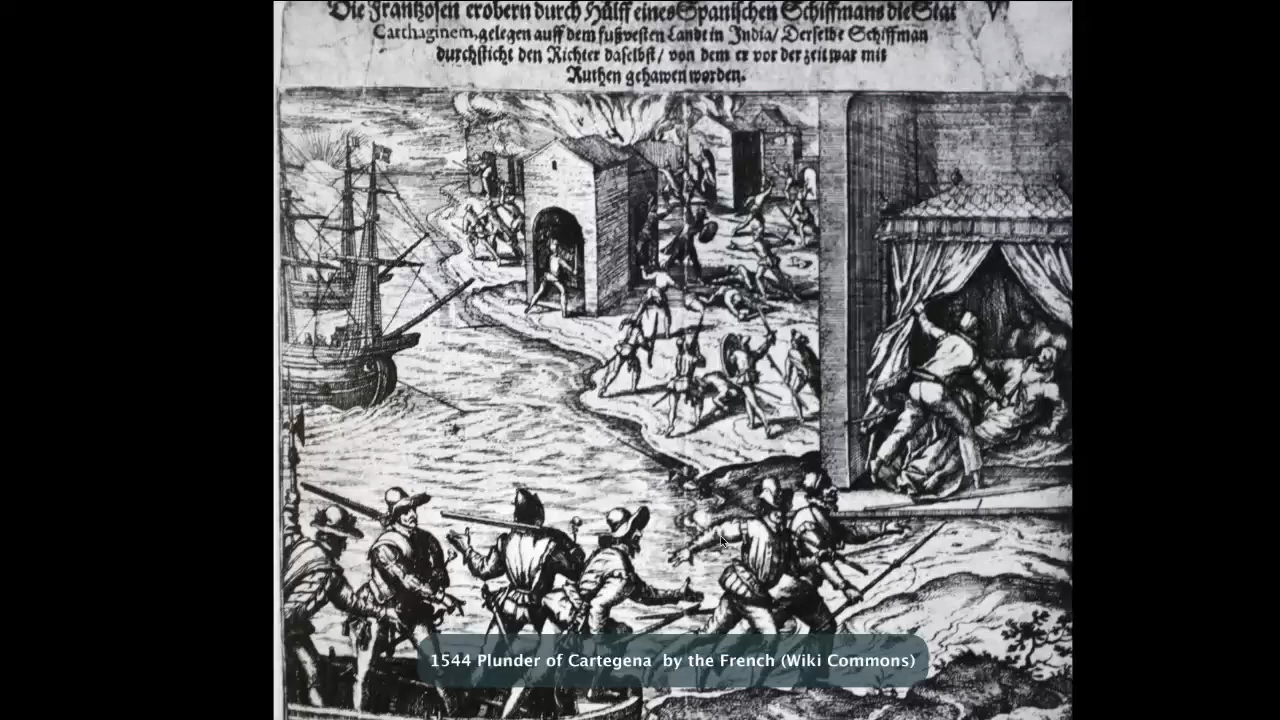 Die Frantzosen erobern durch Hülff eines Spanischen Schiffmans die Stat
Carthaginem, gelegen auff dem fußvesten Landt in India/ Derselbe Schiffman
durchsticht den Richter daselbst/ von dem er vor der zeit war mit
Ruthen gehawen worden.
1544 Plunder of Cartegena by the French (Wiki Commons)